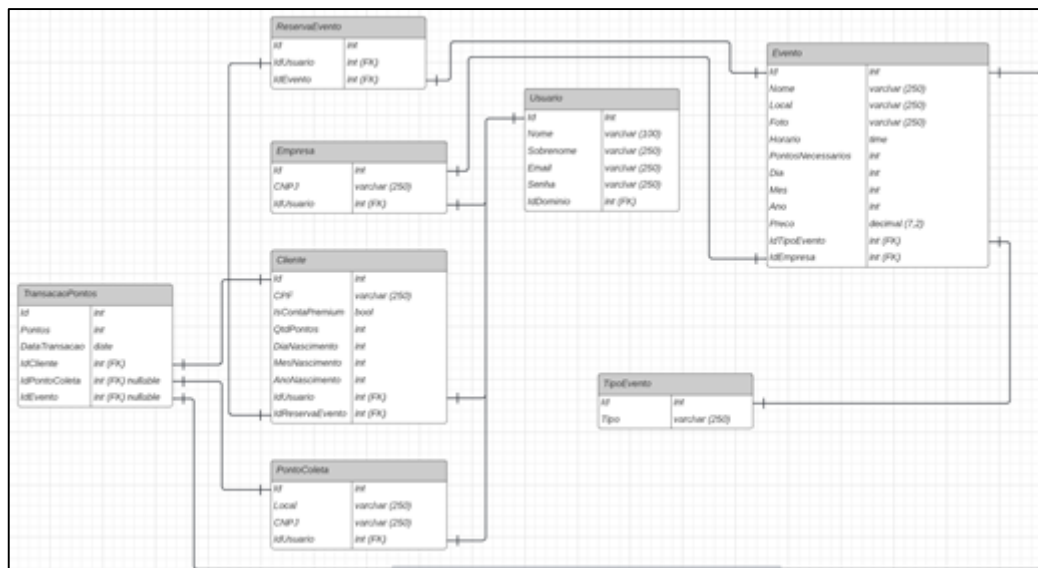 ReservaEvento
Id int
IdUsuario int (FK)
IdEvento int (FK)
Empresa
Id int
CNPJ varchar (250)
IdUsuario int (FK)
Cliente
Id int
CPF varchar (250)
IsContaPremium bool
QtdPontos int
DiaNascimento int
MesNascimento int
AnoNascimento int
IdUsuario int (FK)
IdReservaEvento int (FK)
TransacaoPontos
Id int
Pontos int
DataTransacao date
IdCliente int (FK)
IdPontoColeta int (FK) nullable
IdEvento int (FK) nullable
PontoColeta
Id int
Local varchar (250)
CNPJ varchar (250)
IdUsuario int (FK)
Usuario
Id int
Nome varchar (100)
Sobrenome varchar (250)
Email varchar (250)
Senha varchar (250)
IdDominio int (FK)
Evento
Id int
Nome varchar (250)
Local varchar (250)
Foto varchar (250)
Horario time
PontosNecessarios int
Dia int
Mes int
Ano int
Preco decimal (7,2)
IdTipoEvento int (FK)
IdEmpresa int (FK)
TipoEvento
Id int
Tipo varchar (250)